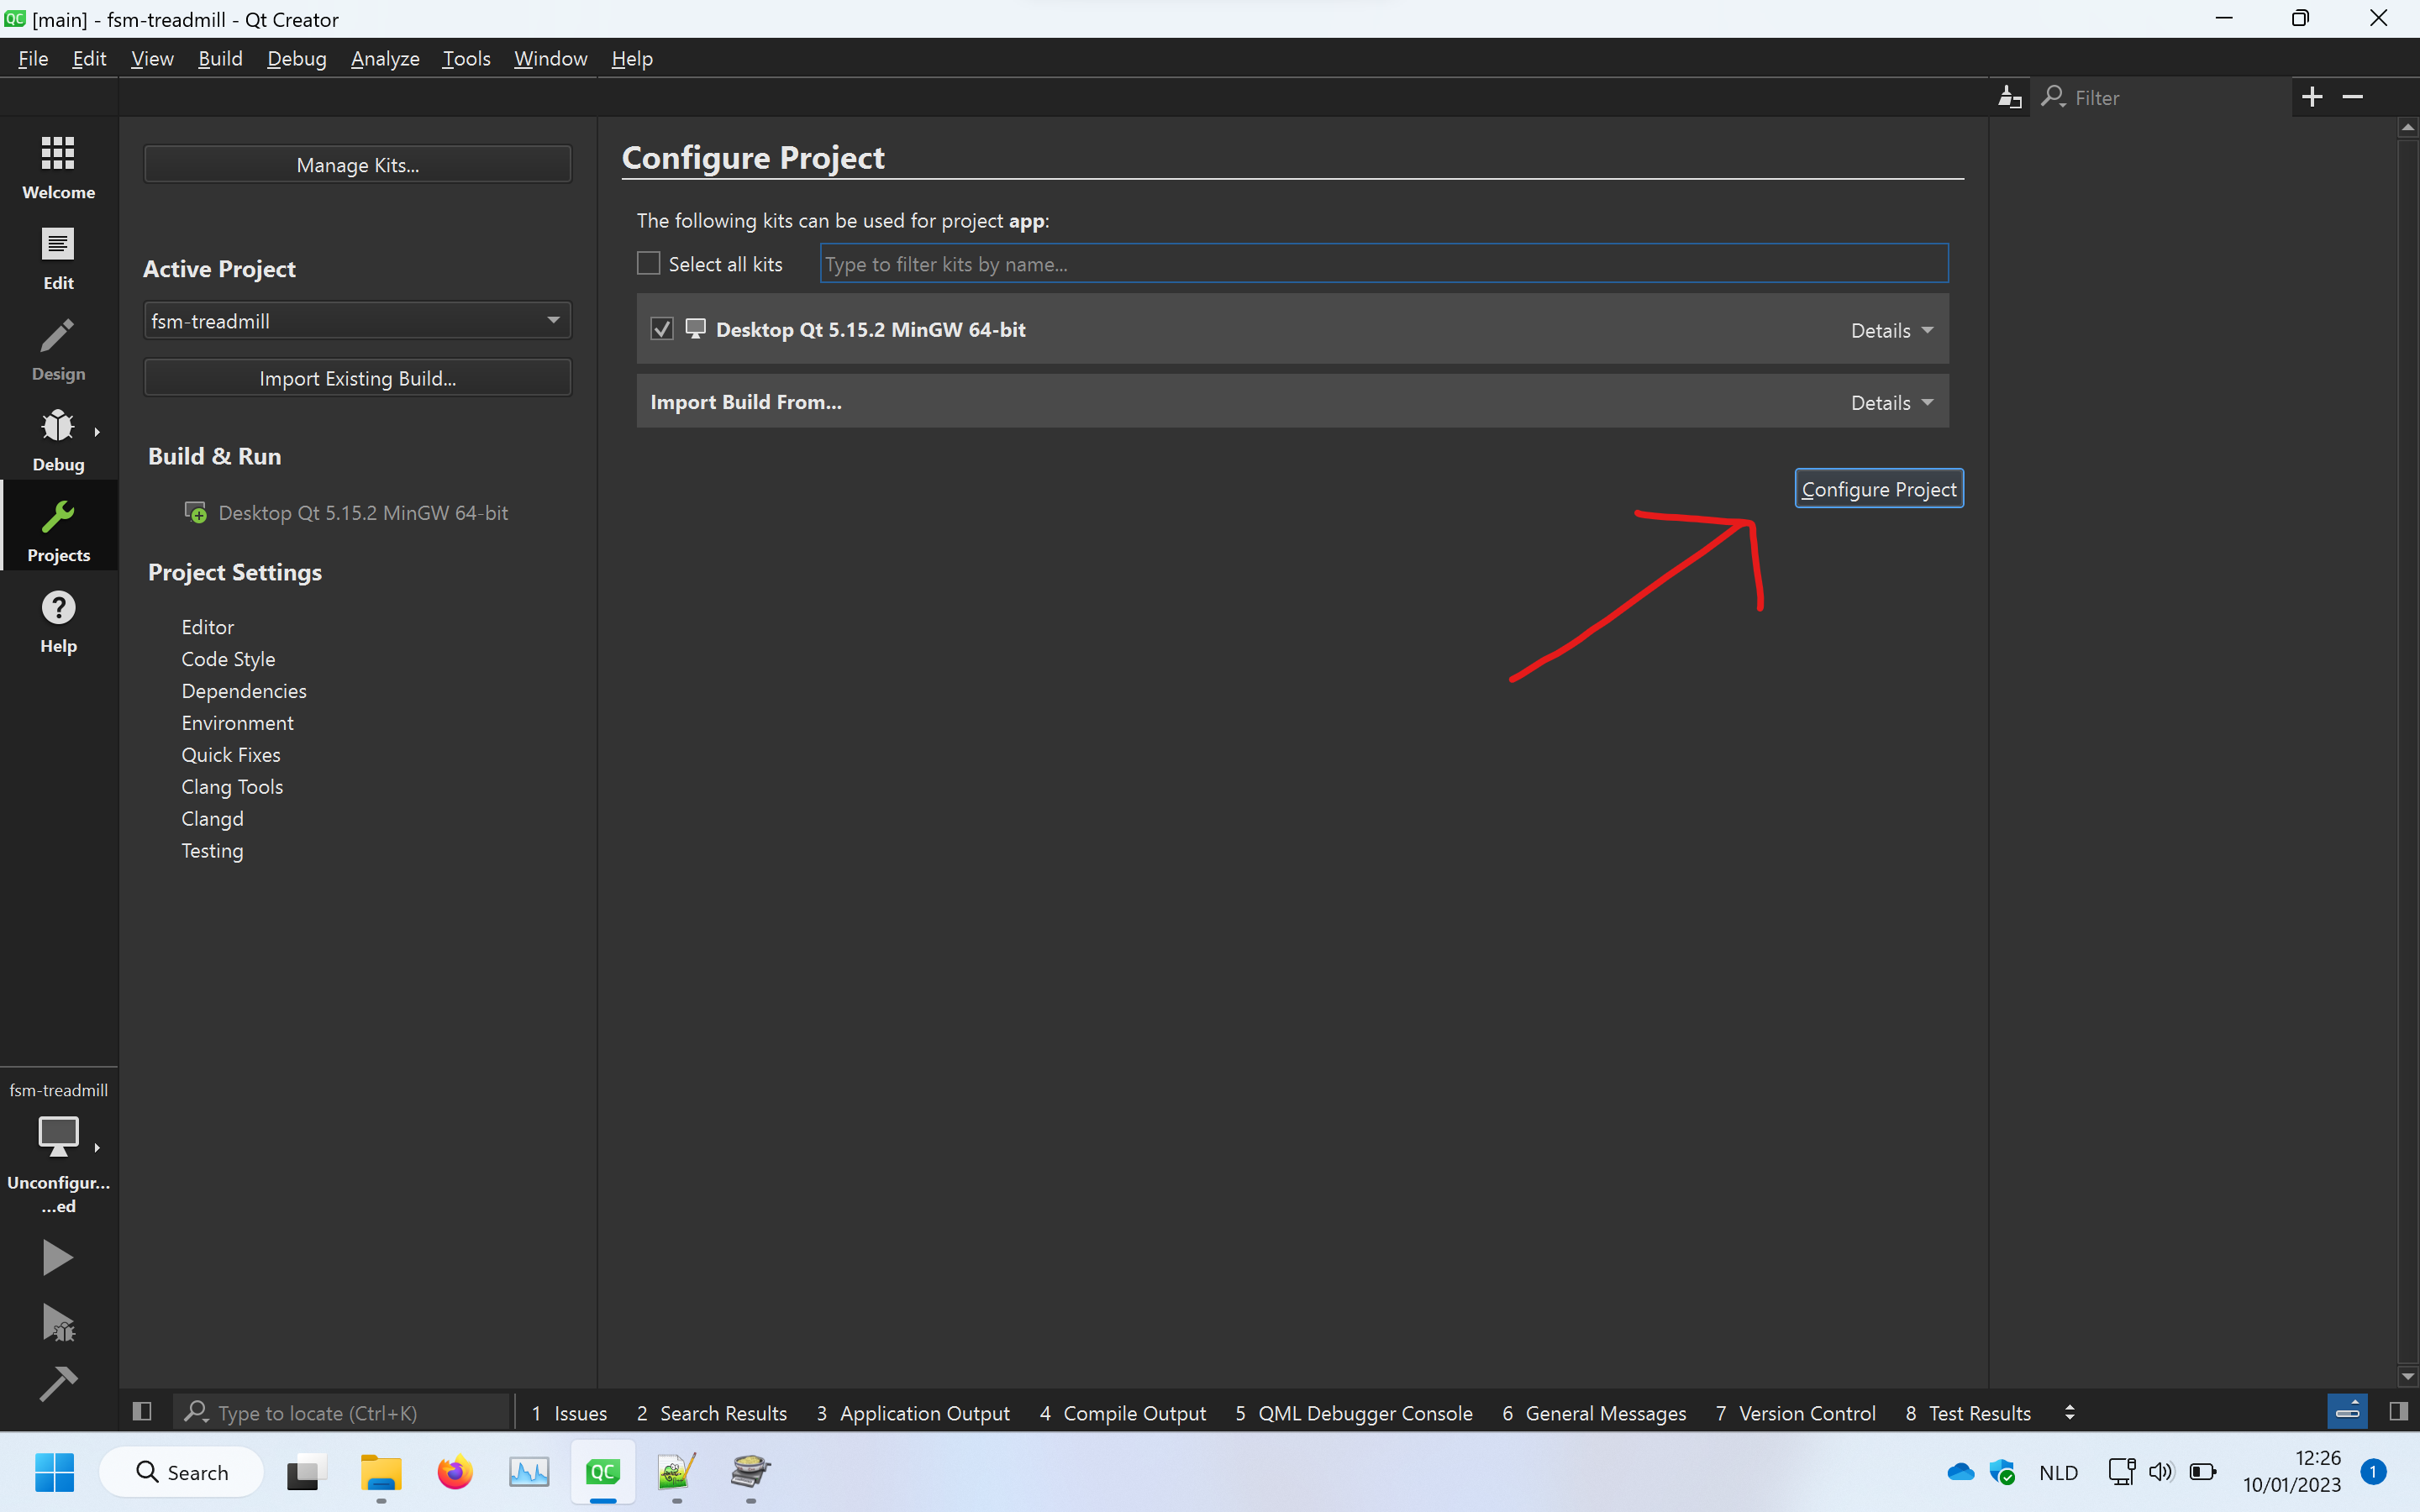 QC [main] - fsm-treadmill - Qt Creator
File Edit View Build Debug Analyze Tools Window Help
Filter
Welcome
Edit
Design
Debug
Projects
Help
Manage Kits...
Active Project
fsm-treadmill
Import Existing Build...
Build & Run
Desktop Qt 5.15.2 MinGW 64-bit
Project Settings
Editor
Code Style
Dependencies
Environment
Quick Fixes
Clang Tools
Clangd
Testing
Configure Project
The following kits can be used for project app:
Select all kits Type to filter kits by name...
Desktop Qt 5.15.2 MinGW 64-bit Details
Import Build From... Details
Configure Project
fsm-treadmill
Unconfigur...
...ed
Type to locate (Ctrl+K) 1 Issues 2 Search Results 3 Application Output 4 Compile Output 5 QML Debugger Console 6 General Messages 7 Version Control 8 Test Results
Search QC NLD 12:26 1
10/01/2023